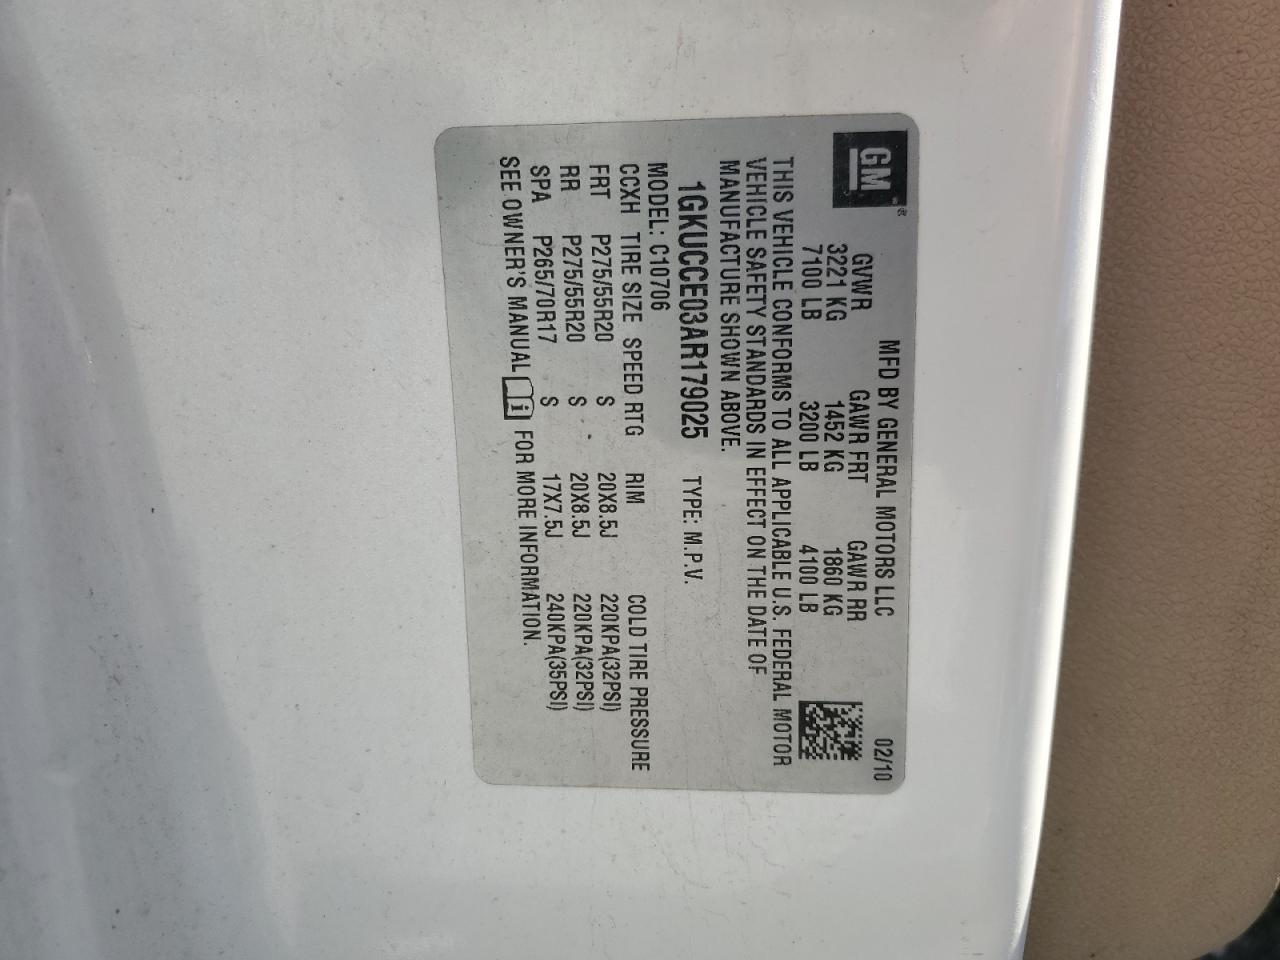 GM®
MFD BY GENERAL MOTORS LLC 02/10
GVWR GAWR FRT GAWR RR
3221 KG 1452 KG 1860 KG
7100 LB 3200 LB 4100 LB
THIS VEHICLE CONFORMS TO ALL APPLICABLE U.S. FEDERAL MOTOR
VEHICLE SAFETY STANDARDS IN EFFECT ON THE DATE OF
MANUFACTURE SHOWN ABOVE.
1GKUCCE03AR179025 TYPE: M.P.V.
MODEL: C10706
CCXH TIRE SIZE SPEED RTG RIM COLD TIRE PRESSURE
FRT P275/55R20 S 20X8.5J 220KPA(32PSI)
RR P275/55R20 S 20X8.5J 220KPA(32PSI)
SPA P265/70R17 S 17X7.5J 240KPA(35PSI)
SEE OWNER'S MANUAL i FOR MORE INFORMATION.